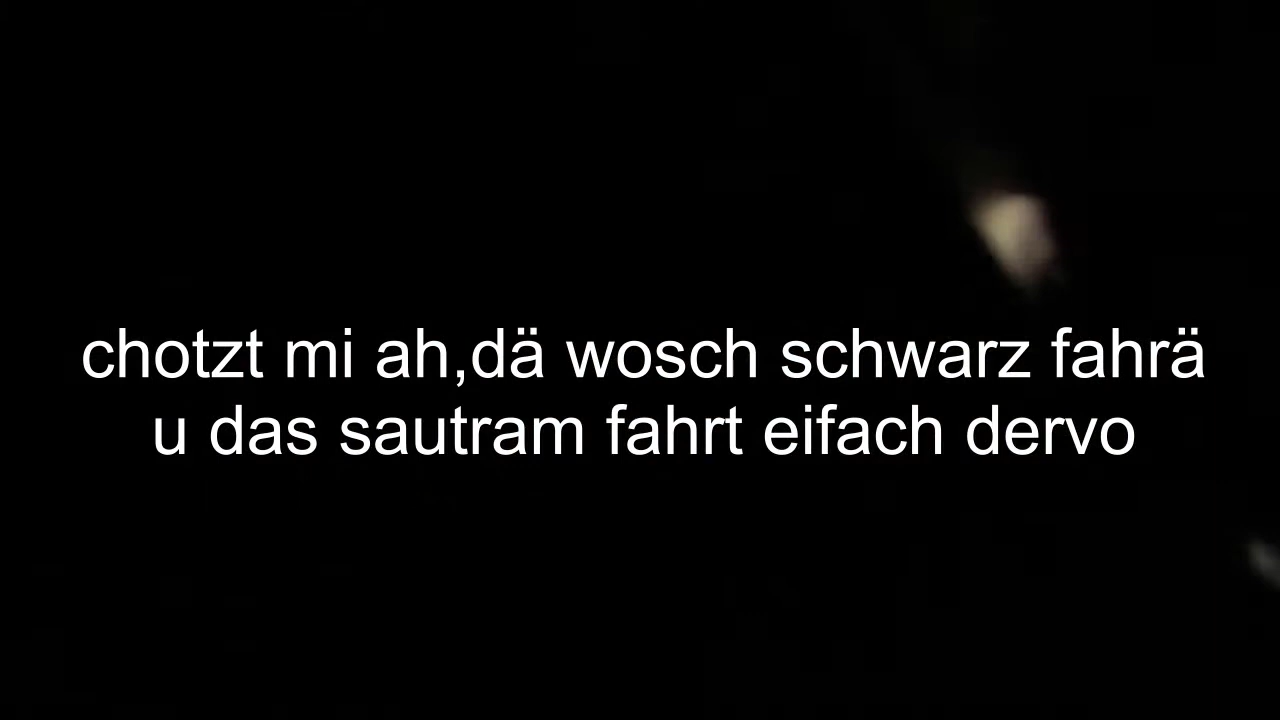 chotzt mi ah,dä wosch schwarz fahrä
u das sautram fahrt eifach dervo